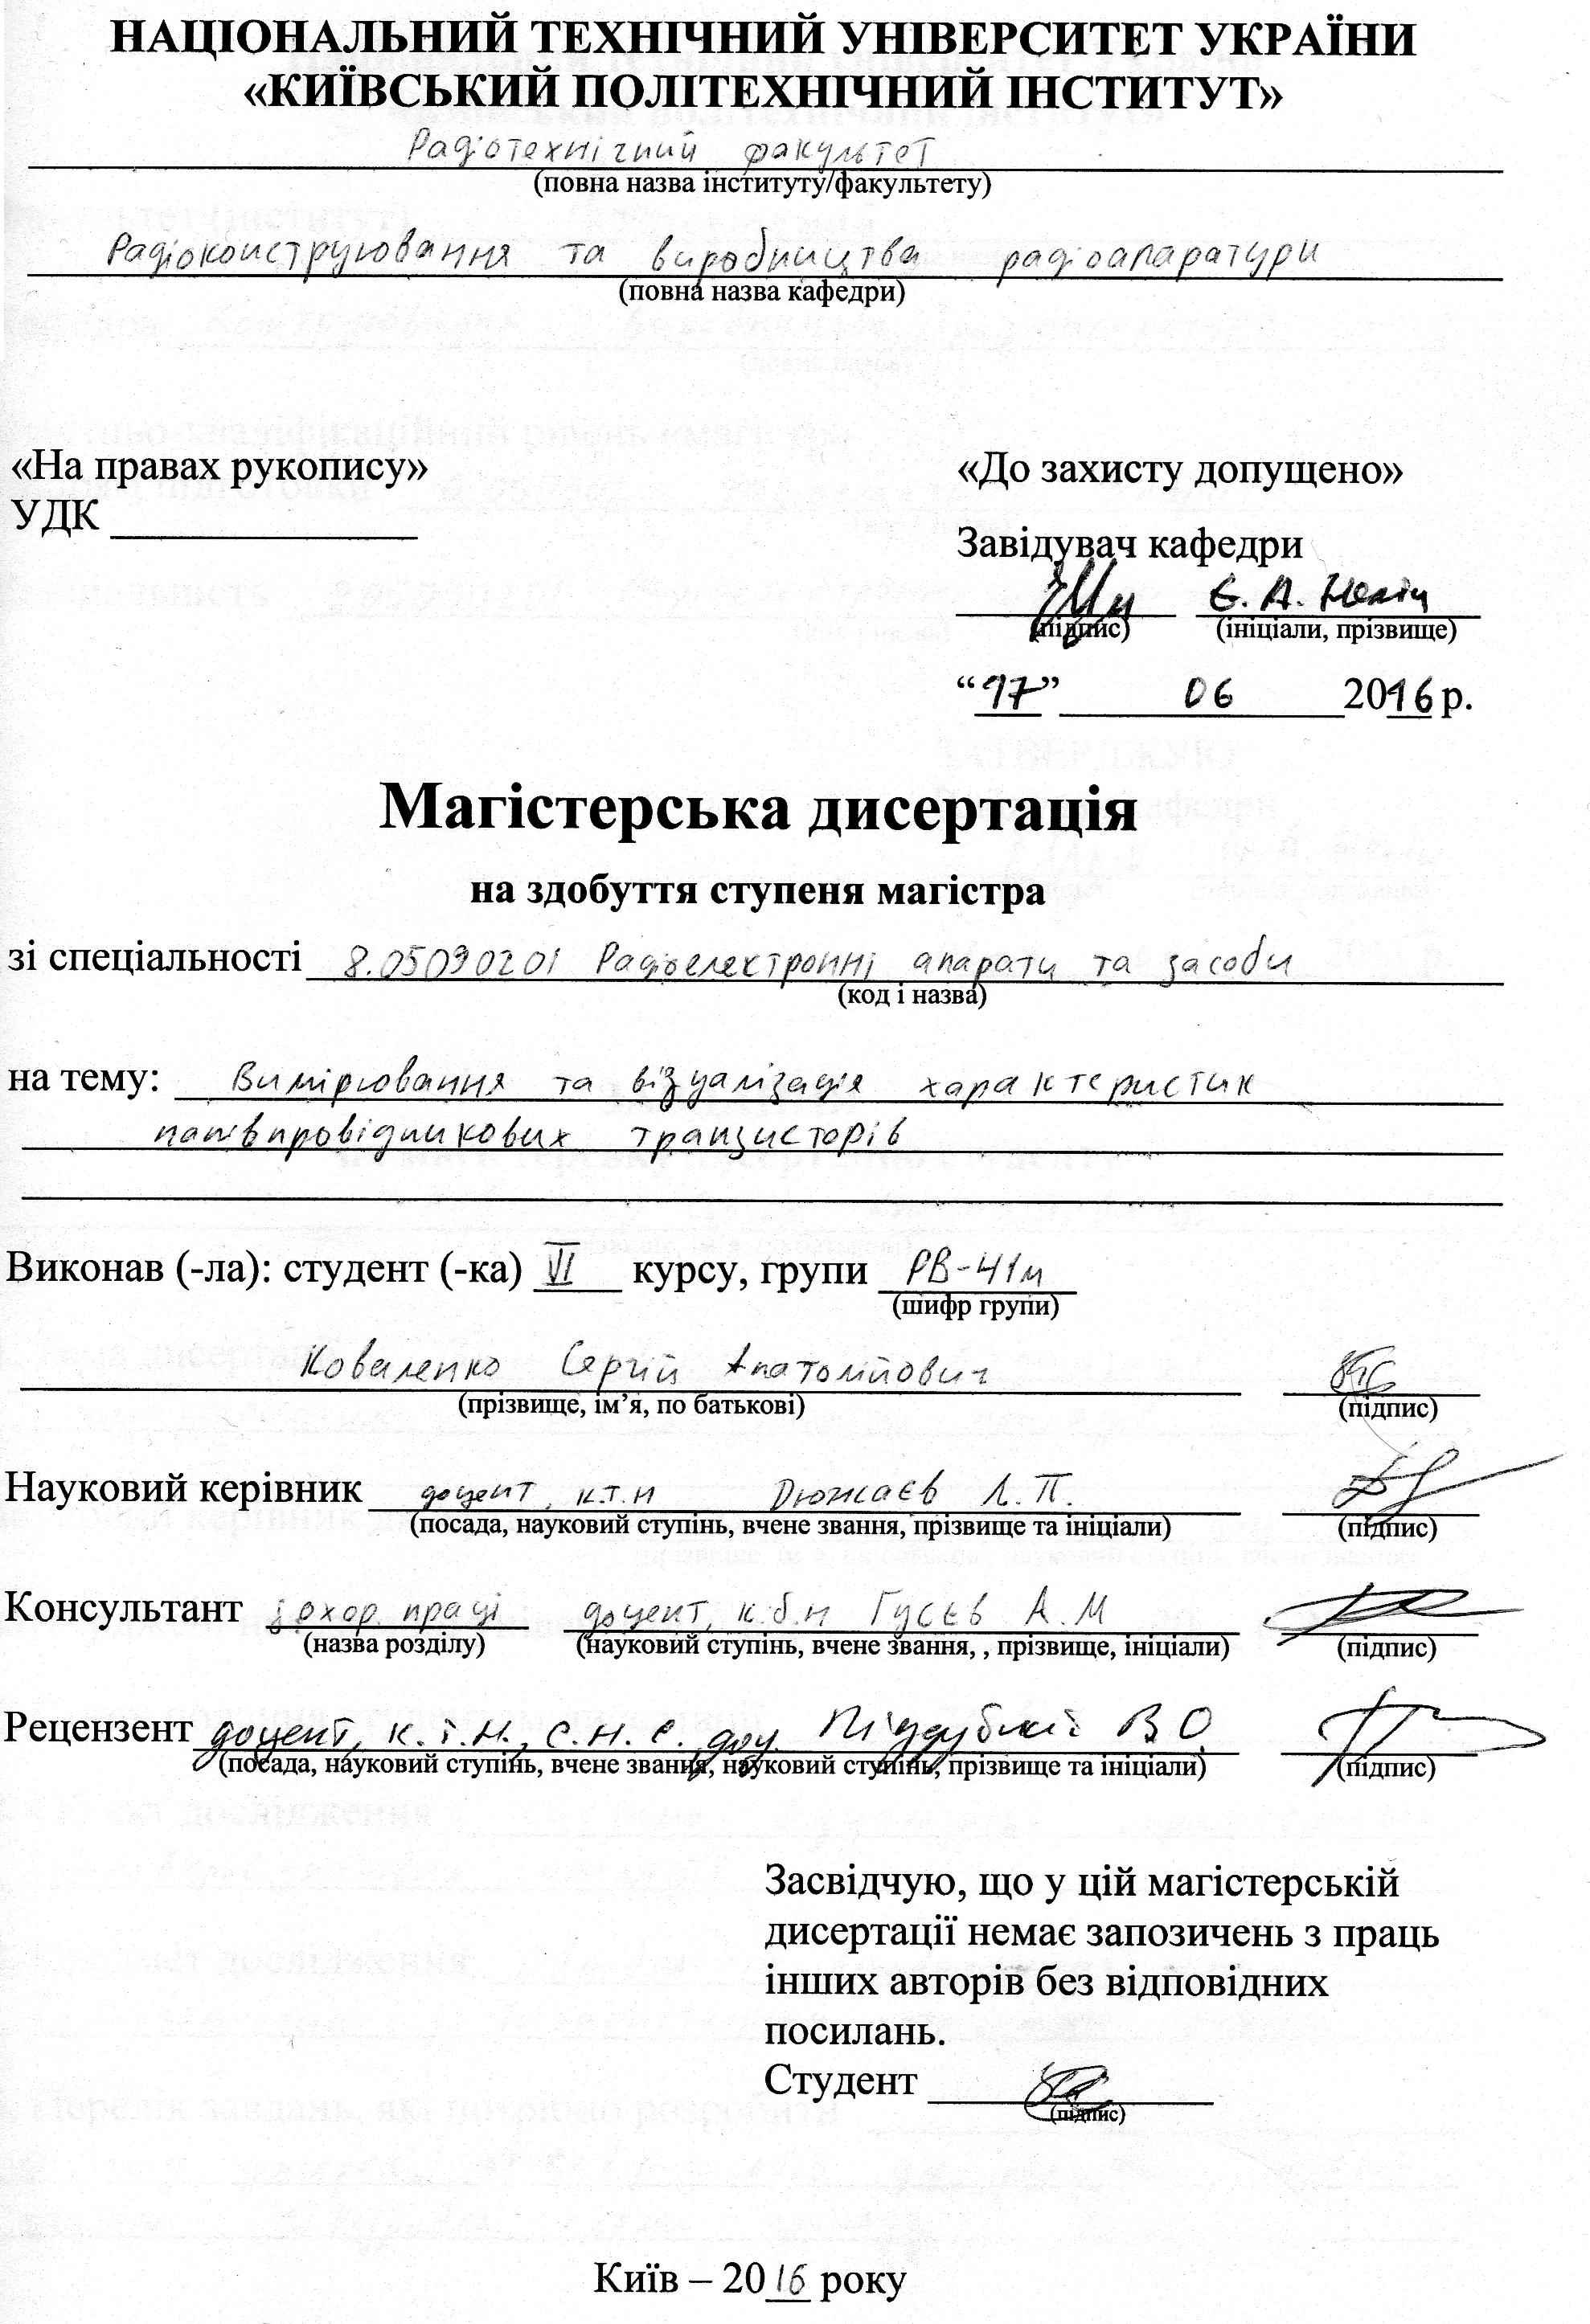 НАЦІОНАЛЬНИЙ ТЕХНІЧНИЙ УНІВЕРСИТЕТ УКРАЇНИ
«КИЇВСЬКИЙ ПОЛІТЕХНІЧНИЙ ІНСТИТУТ»
Радіотехнічний факультет
(повна назва інституту/факультету)
Радіоконструювання та виробництва радіоапаратури
(повна назва кафедри)
«На правах рукопису» «До захисту допущено»
УДК
Завідувач кафедри
Є. А. Нелін
(підпис) (ініціали, прізвище)
“17” 06 2016 р.
Магістерська дисертація
на здобуття ступеня магістра
зі спеціальності 8.05090201 Радіоелектронні апарати та засоби
(код і назва)
на тему: Вимірювання та візуалізація характеристик
напівпровідникових транзисторів
Виконав (-ла): студент (-ка) VI курсу, групи РВ-41м
(шифр групи)
Коваленко Сергій Анатолійович
(прізвище, ім’я, по батькові) (підпис)
Науковий керівник доцент, к.т.н Дюжаєв Л. П.
(посада, науковий ступінь, вчене звання, прізвище та ініціали) (підпис)
Консультант з охор. праці доцент, к.б.н Гусєв А. М
(назва розділу) (науковий ступінь, вчене звання, , прізвище, ініціали) (підпис)
Рецензент доцент, к.т.н., с.н.с. доц. Піддубний В О
(посада, науковий ступінь, вчене звання, науковий ступінь, прізвище та ініціали) (підпис)
Засвідчую, що у цій магістерській
дисертації немає запозичень з праць
інших авторів без відповідних
посилань.
Студент
(підпис)
Київ – 2016 року